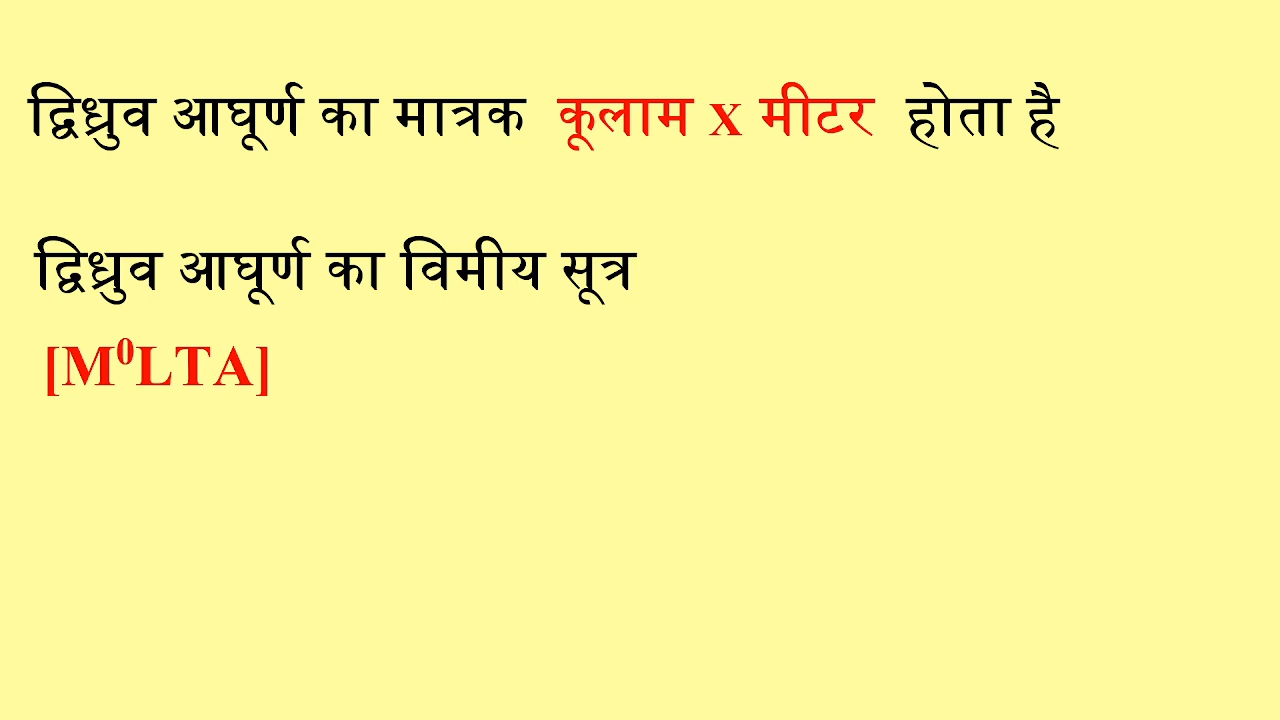 द्विध्रुव आघूर्ण का मात्रक कूलाम x मीटर होता है
द्विध्रुव आघूर्ण का विमीय सूत्र
[M⁰LTA]